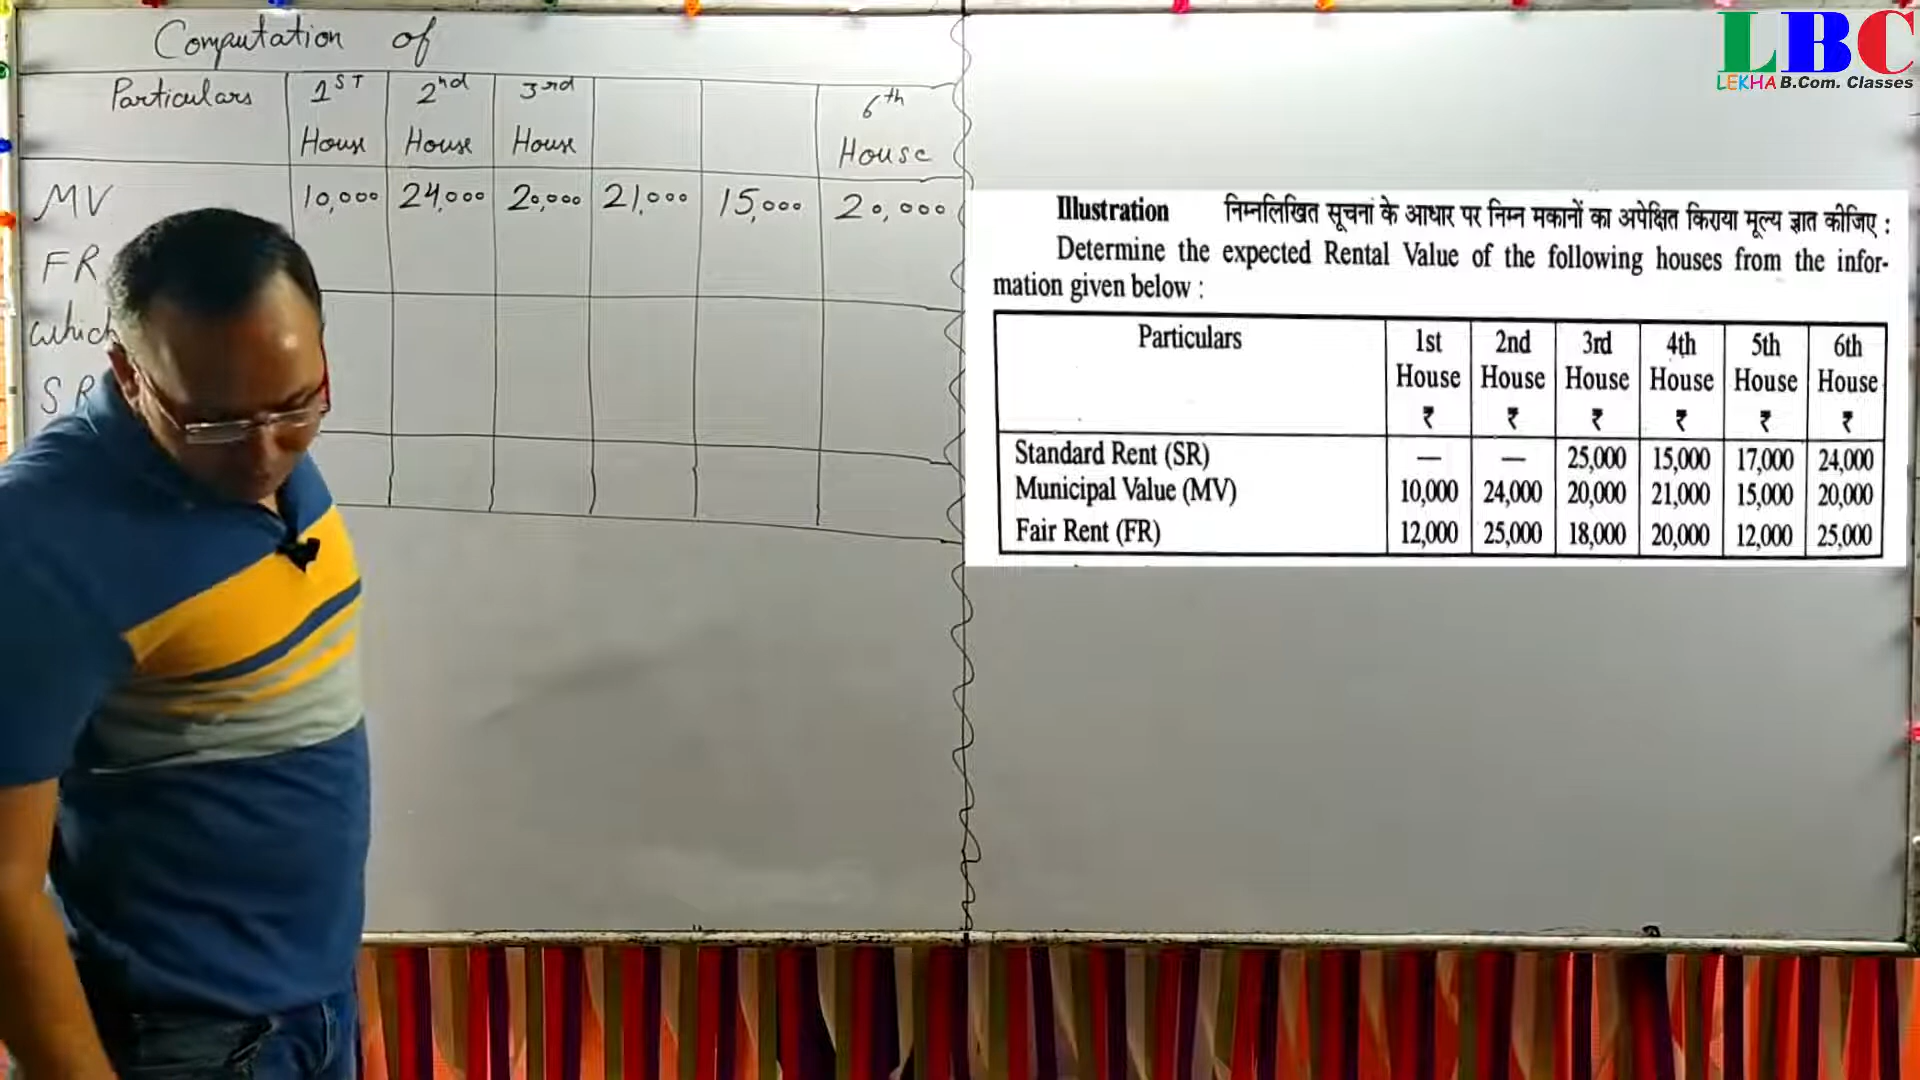 Computation of
Particulars 1ST House 2nd House 3rd House 6th House
MV 10,000 24,000 20,000 21,000 15,000 20,000
FR
which
SR
LBC
LEKHA B.Com. Classes
Illustration निम्नलिखित सूचना के आधार पर निम्न मकानों का अपेक्षित किराया मूल्य ज्ञात कीजिए :
Determine the expected Rental Value of the following houses from the infor-
mation given below :
Particulars 1st House ₹ 2nd House ₹ 3rd House ₹ 4th House ₹ 5th House ₹ 6th House ₹
Standard Rent (SR) — — 25,000 15,000 17,000 24,000
Municipal Value (MV) 10,000 24,000 20,000 21,000 15,000 20,000
Fair Rent (FR) 12,000 25,000 18,000 20,000 12,000 25,000